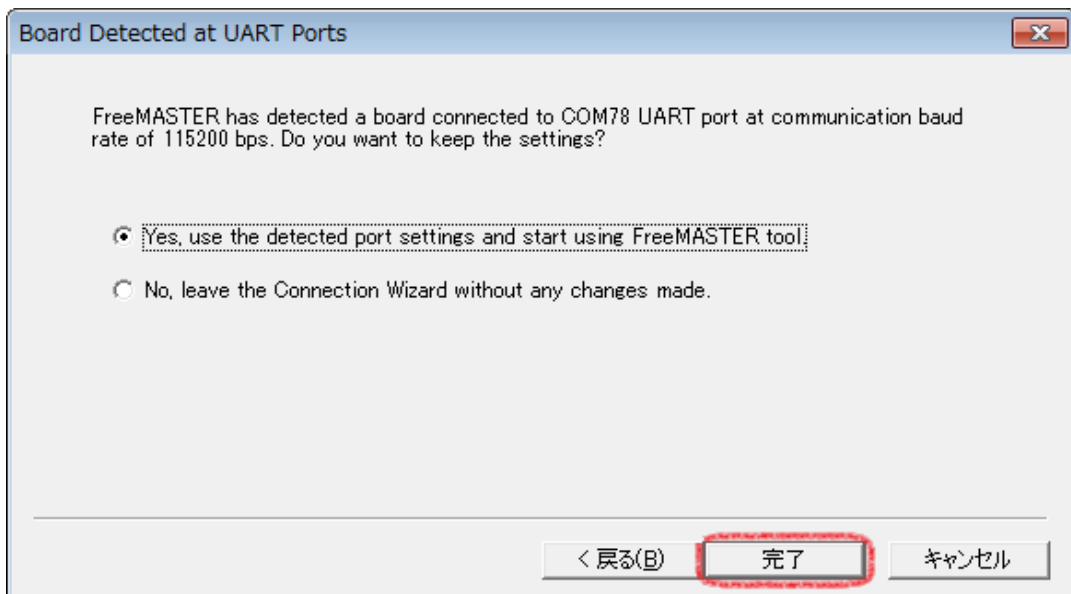 Board Detected at UART Ports
FreeMASTER has detected a board connected to COM78 UART port at communication baud
rate of 115200 bps. Do you want to keep the settings?
Yes, use the detected port settings and start using FreeMASTER tool.
No, leave the Connection Wizard without any changes made.
< 戻る(B) 完了 キャンセル